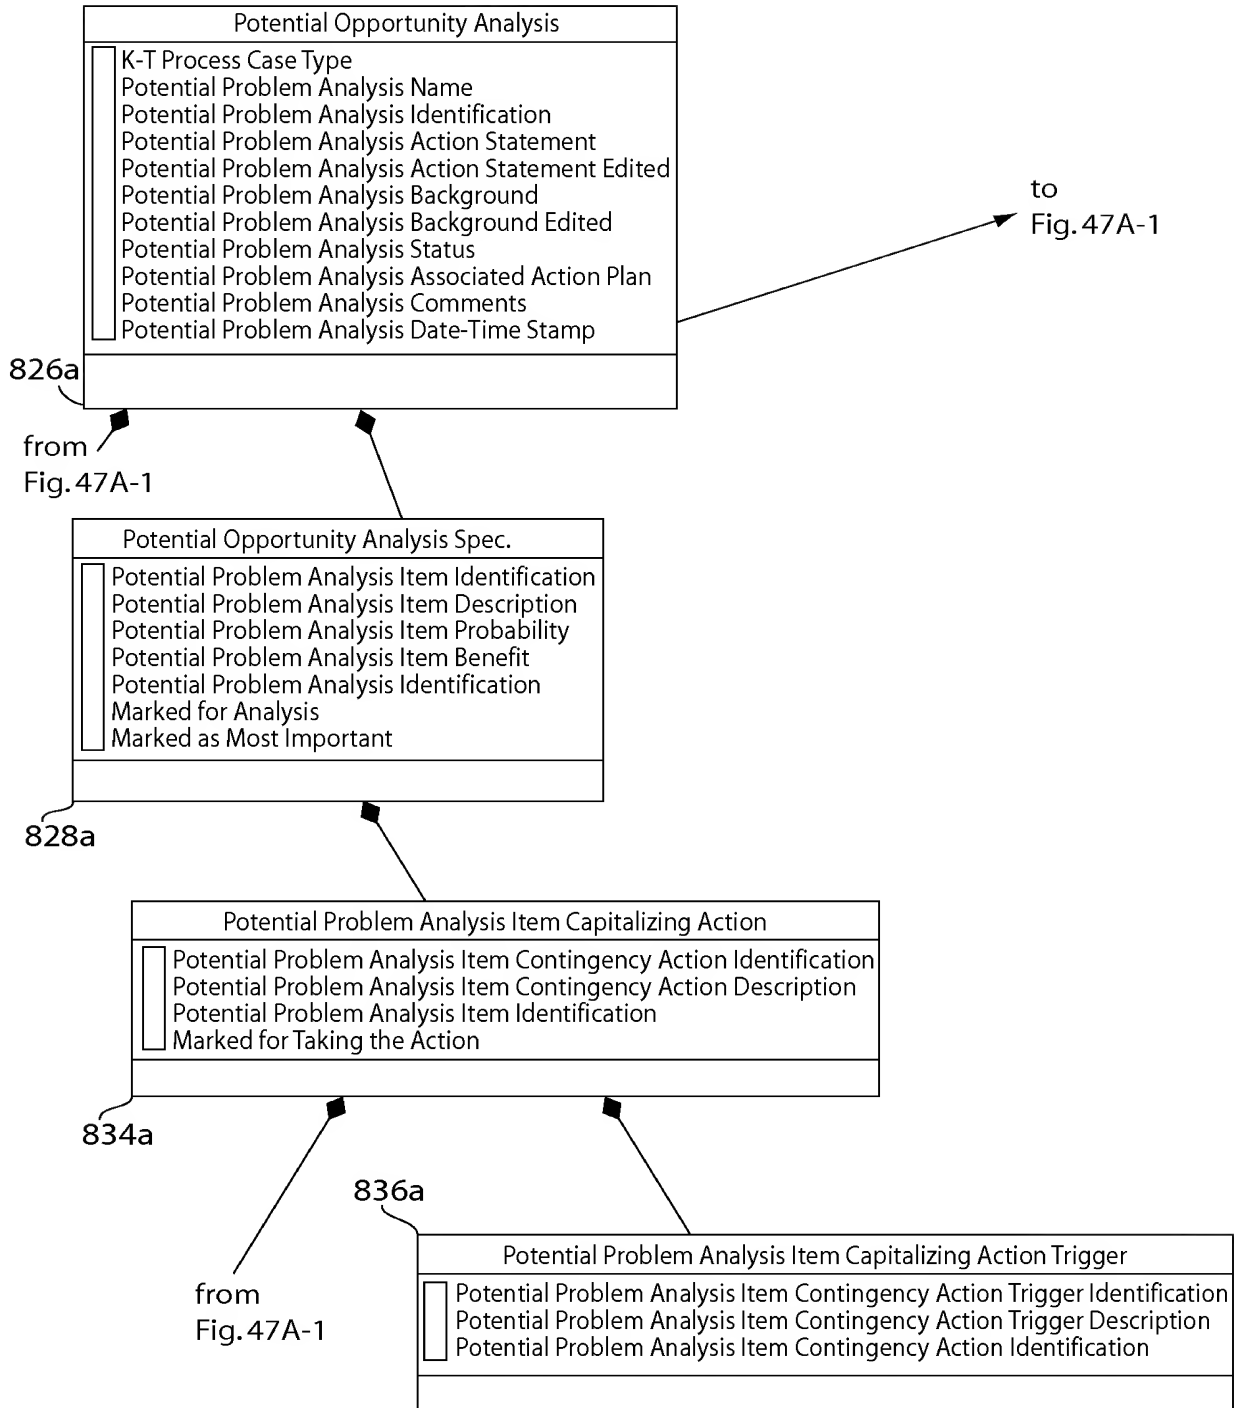 Potential Opportunity Analysis
K-T Process Case Type
Potential Problem Analysis Name
Potential Problem Analysis Identification
Potential Problem Analysis Action Statement
Potential Problem Analysis Action Statement Edited
Potential Problem Analysis Background
Potential Problem Analysis Background Edited
Potential Problem Analysis Status
Potential Problem Analysis Associated Action Plan
Potential Problem Analysis Comments
Potential Problem Analysis Date-Time Stamp
to
Fig. 47A-1
826a
from
Fig. 47A-1
Potential Opportunity Analysis Spec.
Potential Problem Analysis Item Identification
Potential Problem Analysis Item Description
Potential Problem Analysis Item Probability
Potential Problem Analysis Item Benefit
Potential Problem Analysis Identification
Marked for Analysis
Marked as Most Important
828a
Potential Problem Analysis Item Capitalizing Action
Potential Problem Analysis Item Contingency Action Identification
Potential Problem Analysis Item Contingency Action Description
Potential Problem Analysis Item Identification
Marked for Taking the Action
834a
836a
from
Fig. 47A-1
Potential Problem Analysis Item Capitalizing Action Trigger
Potential Problem Analysis Item Contingency Action Trigger Identification
Potential Problem Analysis Item Contingency Action Trigger Description
Potential Problem Analysis Item Contingency Action Identification